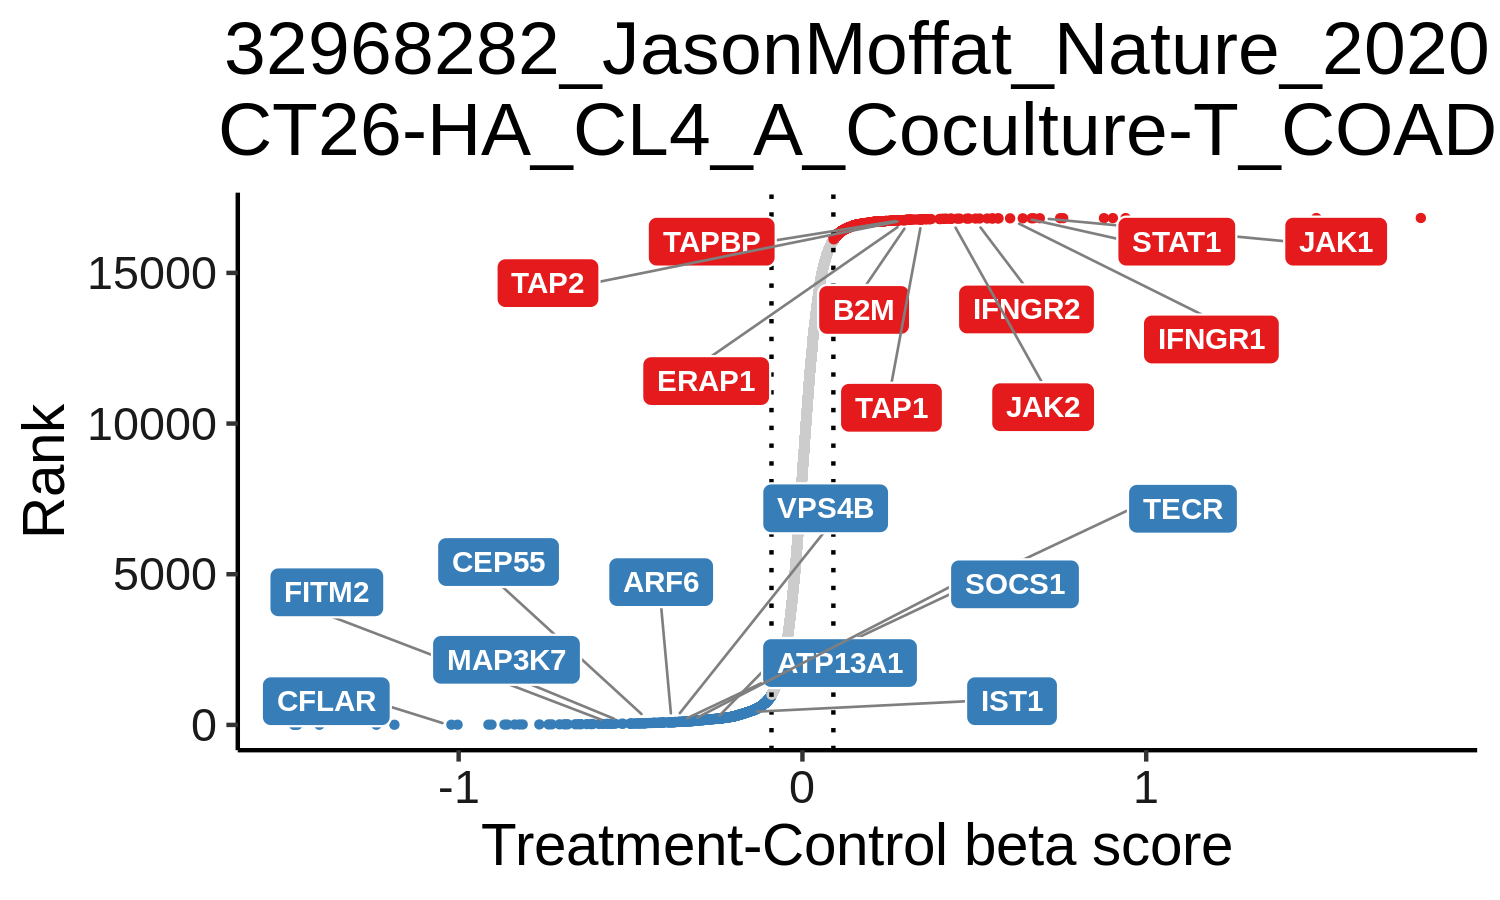 32968282_JasonMoffat_Nature_2020
CT26-HA_CL4_A_Coculture-T_COAD
Rank
15000
10000
5000
0
TAPBP
STAT1
JAK1
TAP2
B2M
IFNGR2
IFNGR1
ERAP1
TAP1
JAK2
VPS4B
TECR
CEP55
ARF6
SOCS1
FITM2
MAP3K7
ATP13A1
CFLAR
IST1
-1
0
1
Treatment-Control beta score